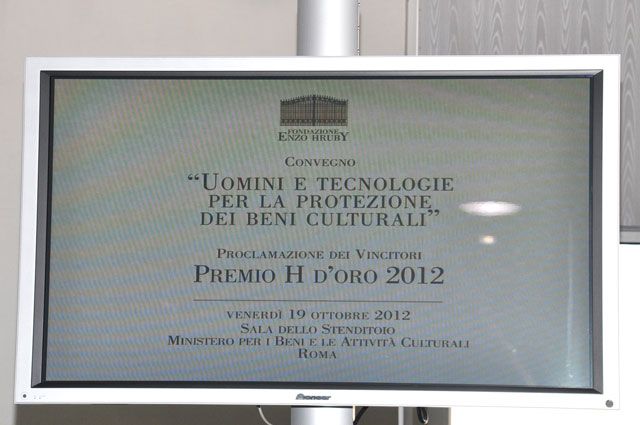 FONDAZIONE
ENZO HRUBY
CONVEGNO
"UOMINI E TECNOLOGIE
PER LA PROTEZIONE
DEI BENI CULTURALI"
PROCLAMAZIONE DEI VINCITORI
PREMIO H D'ORO 2012
VENERDÌ 19 OTTOBRE 2012
SALA DELLO STENDITOIO
MINISTERO PER I BENI E LE ATTIVITÀ CULTURALI
ROMA
Pioneer